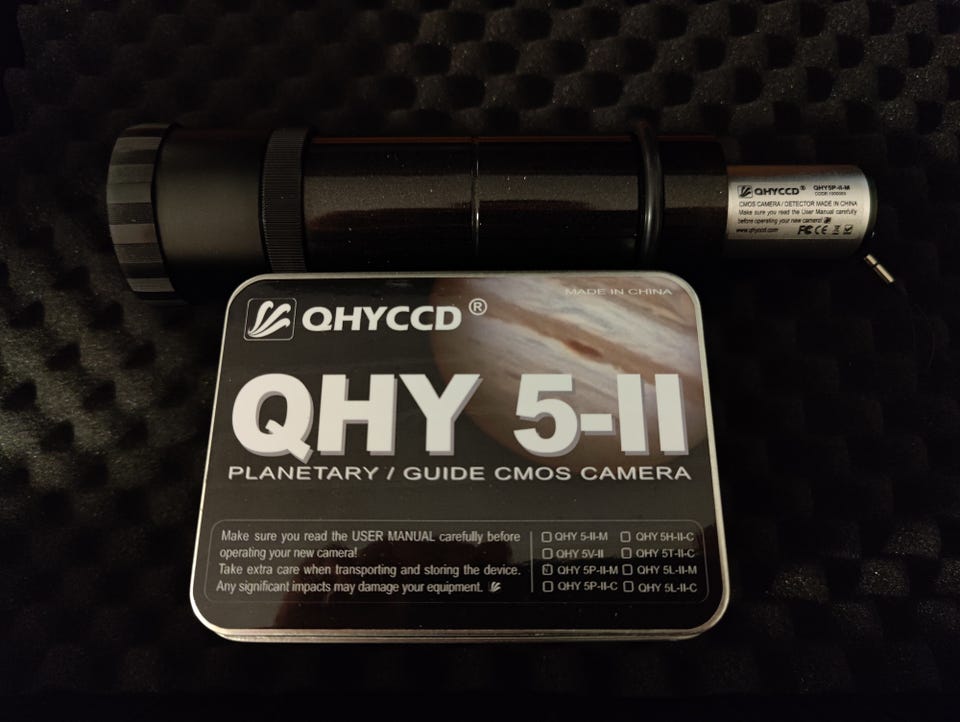 QHYCCD® QHY5P-II-M
CMOS CAMERA / DETECTOR MADE IN CHINA
Make sure you read the User Manual carefully
before operating your new camera!
www.qhyccd.com FC CE
MADE IN CHINA
QHYCCD®
QHY 5-II
PLANETARY / GUIDE CMOS CAMERA
Make sure you read the USER MANUAL carefully before
operating your new camera!
Take extra care when transporting and storing the device.
Any significant impacts may damage your equipment.
QHY 5-II-M QHY 5H-II-C
QHY 5V-II QHY 5T-II-C
QHY 5P-II-M QHY 5L-II-M
QHY 5P-II-C QHY 5L-II-C